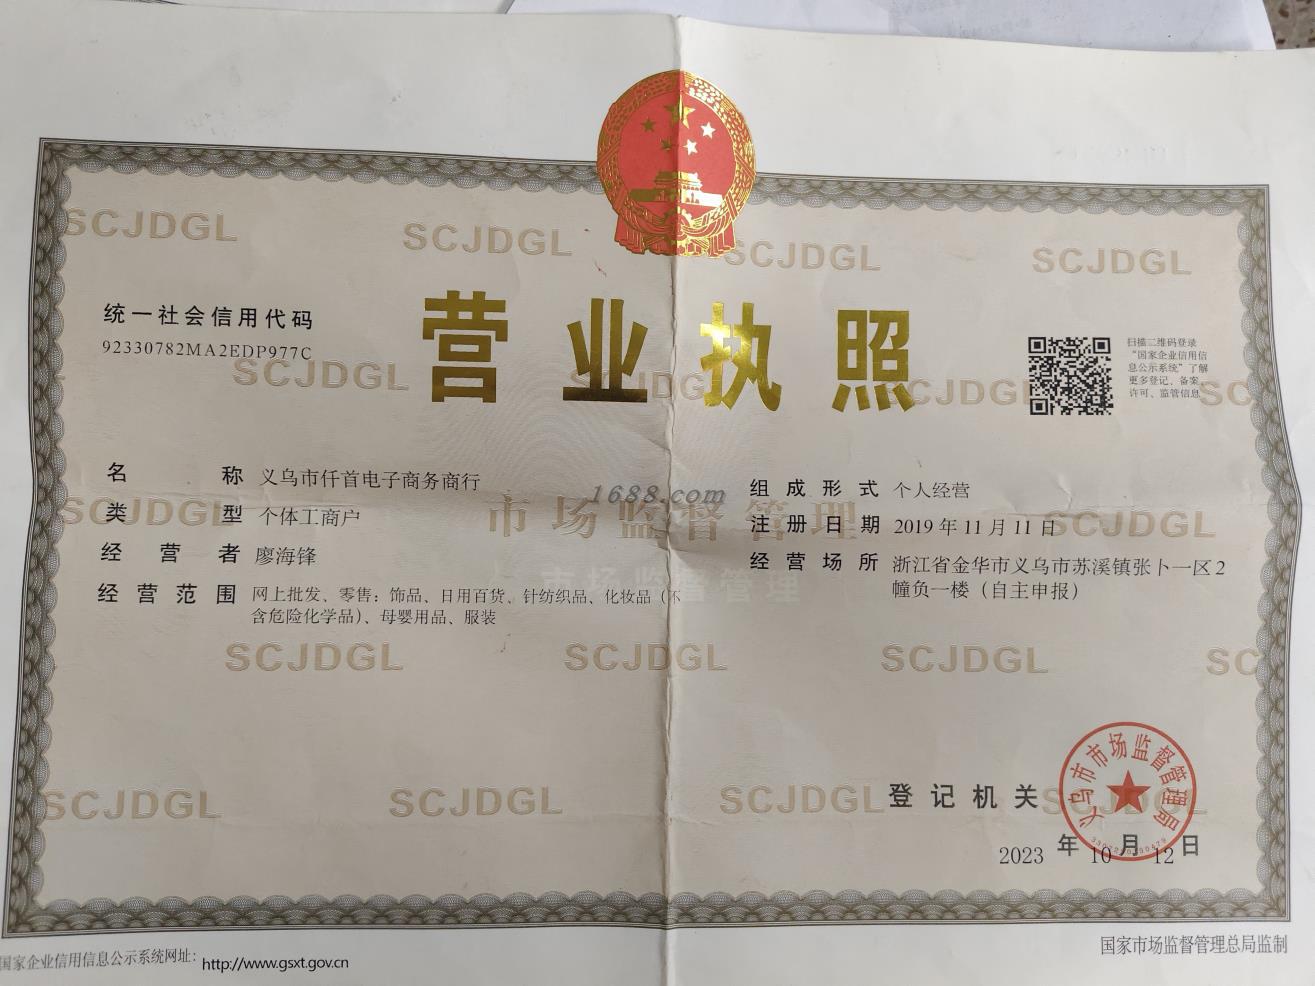 SCJDGL SCJDGL SCJDGL SCJDGL
统一社会信用代码
92330782MA2EDP977C
营业执照
扫描二维码登录
“国家企业信用信
息公示系统”了解
更多登记、备案、
许可、监管信息
SCJDGL SCJDGL SC
名称 义乌市仟首电子商务商行
类型 个体工商户
经营者 廖海锋
经营范围 网上批发、零售：饰品、日用百货、针纺织品、化妆品（不
含危险化学品）、母婴用品、服装
1688.com
组成形式 个人经营
注册日期 2019 年 11 月 11 日
经营场所 浙江省金华市义乌市苏溪镇张卜一区 2
幢负一楼（自主申报）
SCJDGL 市场监督管理 SCJDGL
市场监督管理
SCJDGL SCJDGL SCJDGL SC
SCJDGL SCJDGL SCJDGL
登记机关
义乌市市场监督管理局
2023 年 10 月 12 日
国家企业信用信息公示系统网址： http://www.gsxt.gov.cn
国家市场监督管理总局监制